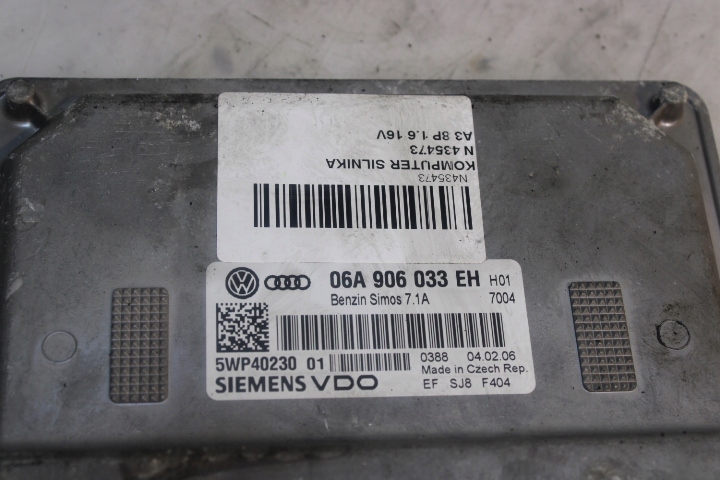 A3 8P 1.6 16V
N 435473
KOMPUTER SILNIKA
N435473
06A 906 033 EH H01
Benzin Simos 7.1A 7004
5WP40230 01 0388 04.02.06
Made in Czech Rep.
SIEMENS VDO EF SJ8 F404